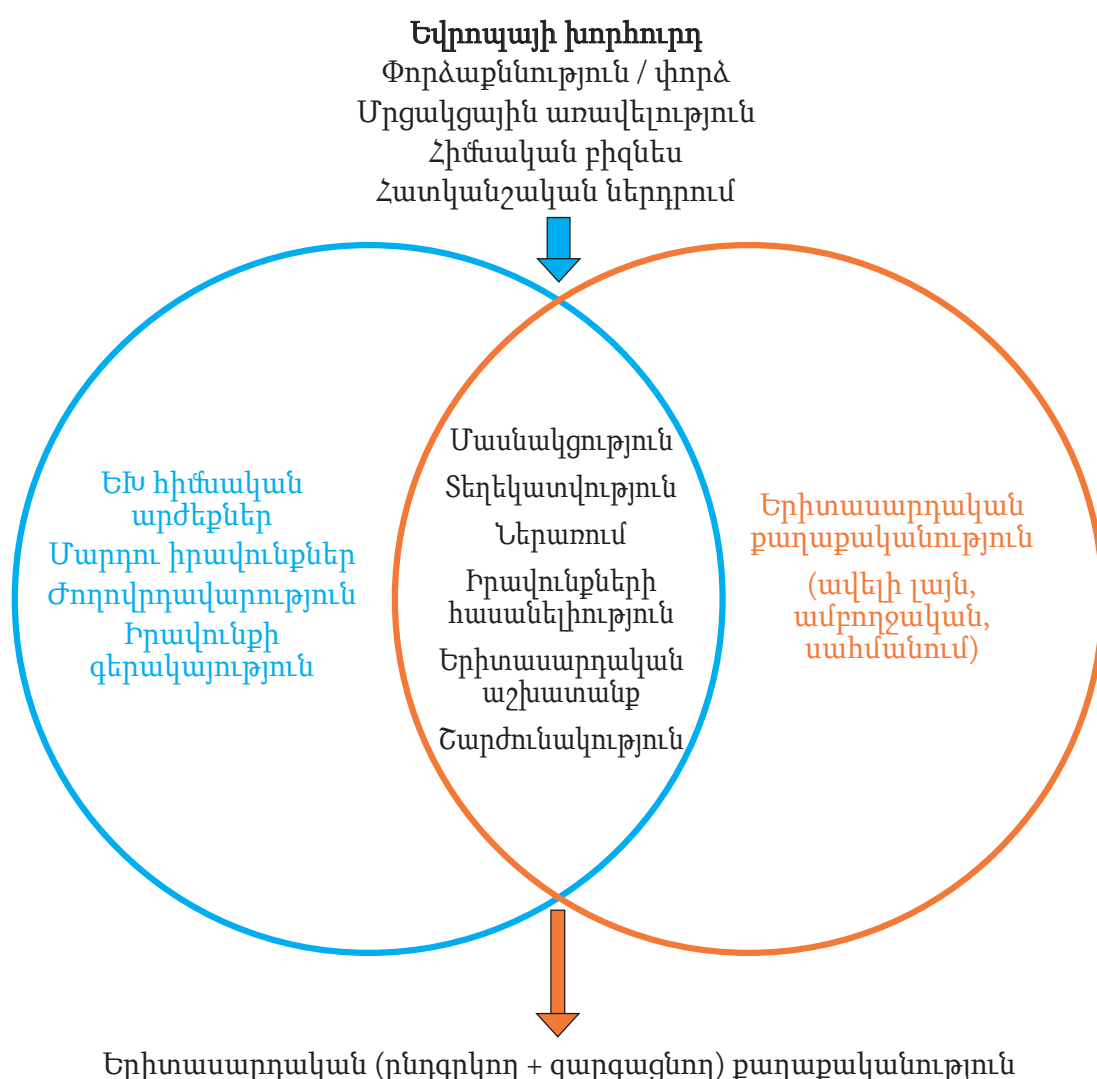 Եվրոպայի խորհուրդ
Փորձաքննություն / փորձ
Մրցակցային առավելություն
Հիմնական բիզնես
Հատկանշական ներդրում
ԵԽ հիմնական
արժեքներ
Մարդու իրավունքներ
Ժողովրդավարություն
Իրավունքի
գերակայություն
Մասնակցություն
Տեղեկատվություն
Ներառում
Իրավունքների
հասանելիություն
Երիտասարդական
աշխատանք
Շարժունակություն
Երիտասարդական
քաղաքականություն
(ավելի լայն,
ամբողջական,
սահմանում)
Երիտասարդական (ընդգրկող + զարգացնող) քաղաքականություն